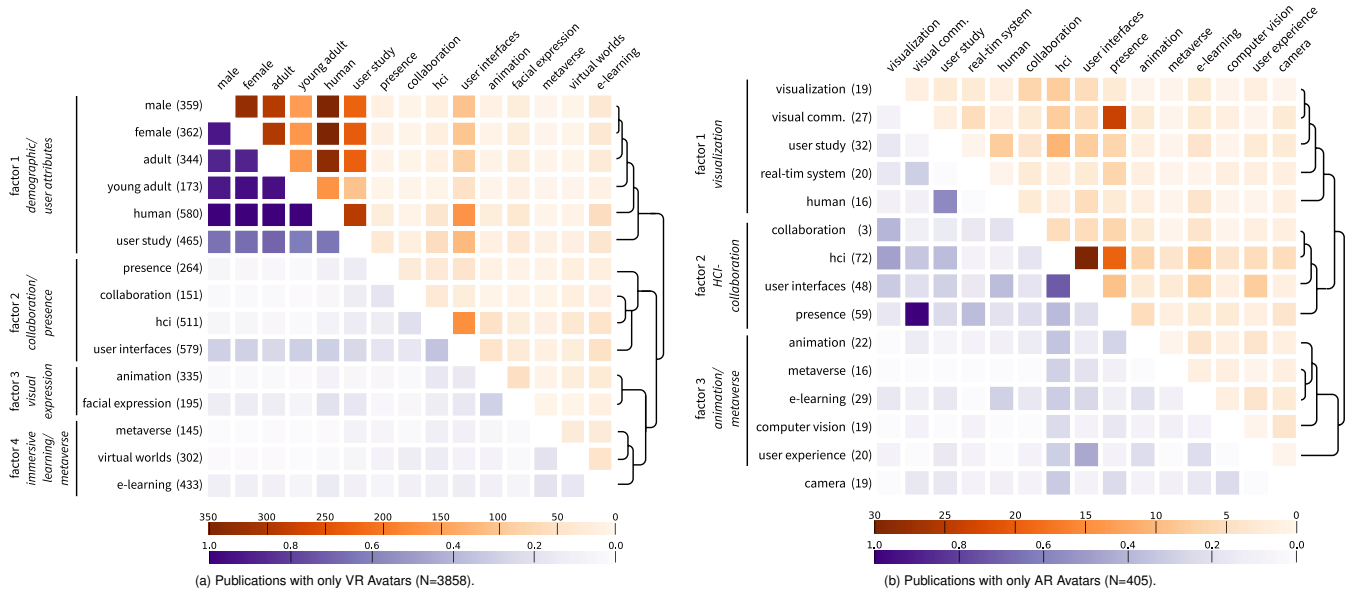 male
female
adult
young adult
human
user study
presence
collaboration
hci
user interfaces
animation
facial expression
metaverse
virtual worlds
e-learning
factor 1
demographic/
user attributes
male (359)
female (362)
adult (344)
young adult (173)
human (580)
user study (465)
factor 2
collaboration/
presence
presence (264)
collaboration (151)
hci (511)
user interfaces (579)
factor 3
visual
expression
animation (335)
facial expression (195)
factor 4
immersive
learning/
metaverse
metaverse (145)
virtual worlds (302)
e-learning (433)
350 300 250 200 150 100 50 0
1.0 0.8 0.6 0.4 0.2 0.0
(a) Publications with only VR Avatars (N=3858).
visualization
visual comm.
user study
real-tim system
human
collaboration
hci
user interfaces
presence
animation
metaverse
e-learning
computer vision
user experience
camera
factor 1
visualization
visualization (19)
visual comm. (27)
user study (32)
real-tim system (20)
human (16)
factor 2
HCI-
collaboration
collaboration (3)
hci (72)
user interfaces (48)
presence (59)
factor 3
animation/
metaverse
animation (22)
metaverse (16)
e-learning (29)
computer vision (19)
user experience (20)
camera (19)
30 25 20 15 10 5 0
1.0 0.8 0.6 0.4 0.2 0.0
(b) Publications with only AR Avatars (N=405).